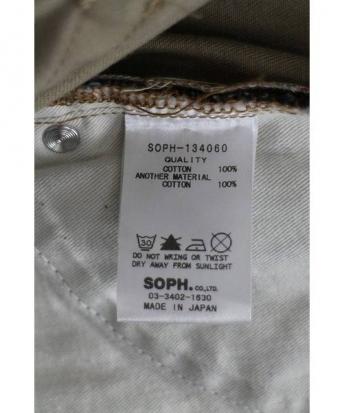 SOPH-134060
QUALITY
COTTON 100%
ANOTHER MATERIAL
COTTON 100%
30
DO NOT WRING OR TWIST
DRY AWAY FROM SUNLIGHT
SOPH.CO.,LTD.
03-3402-1630
MADE IN JAPAN